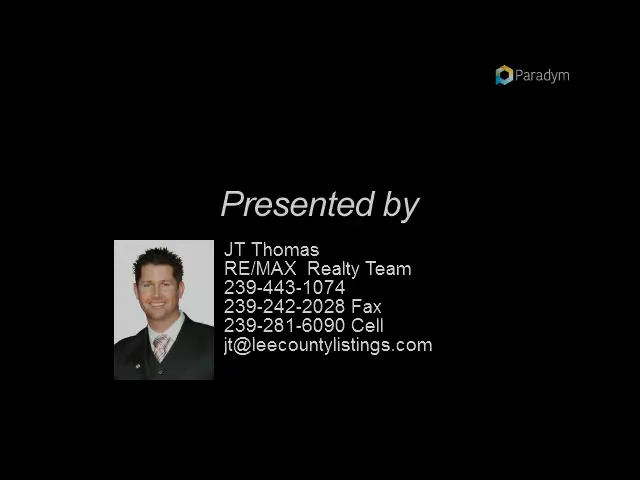 Paradym
Presented by
JT Thomas
RE/MAX  Realty Team
239-443-1074
239-242-2028 Fax
239-281-6090 Cell
jt@leecountylistings.com